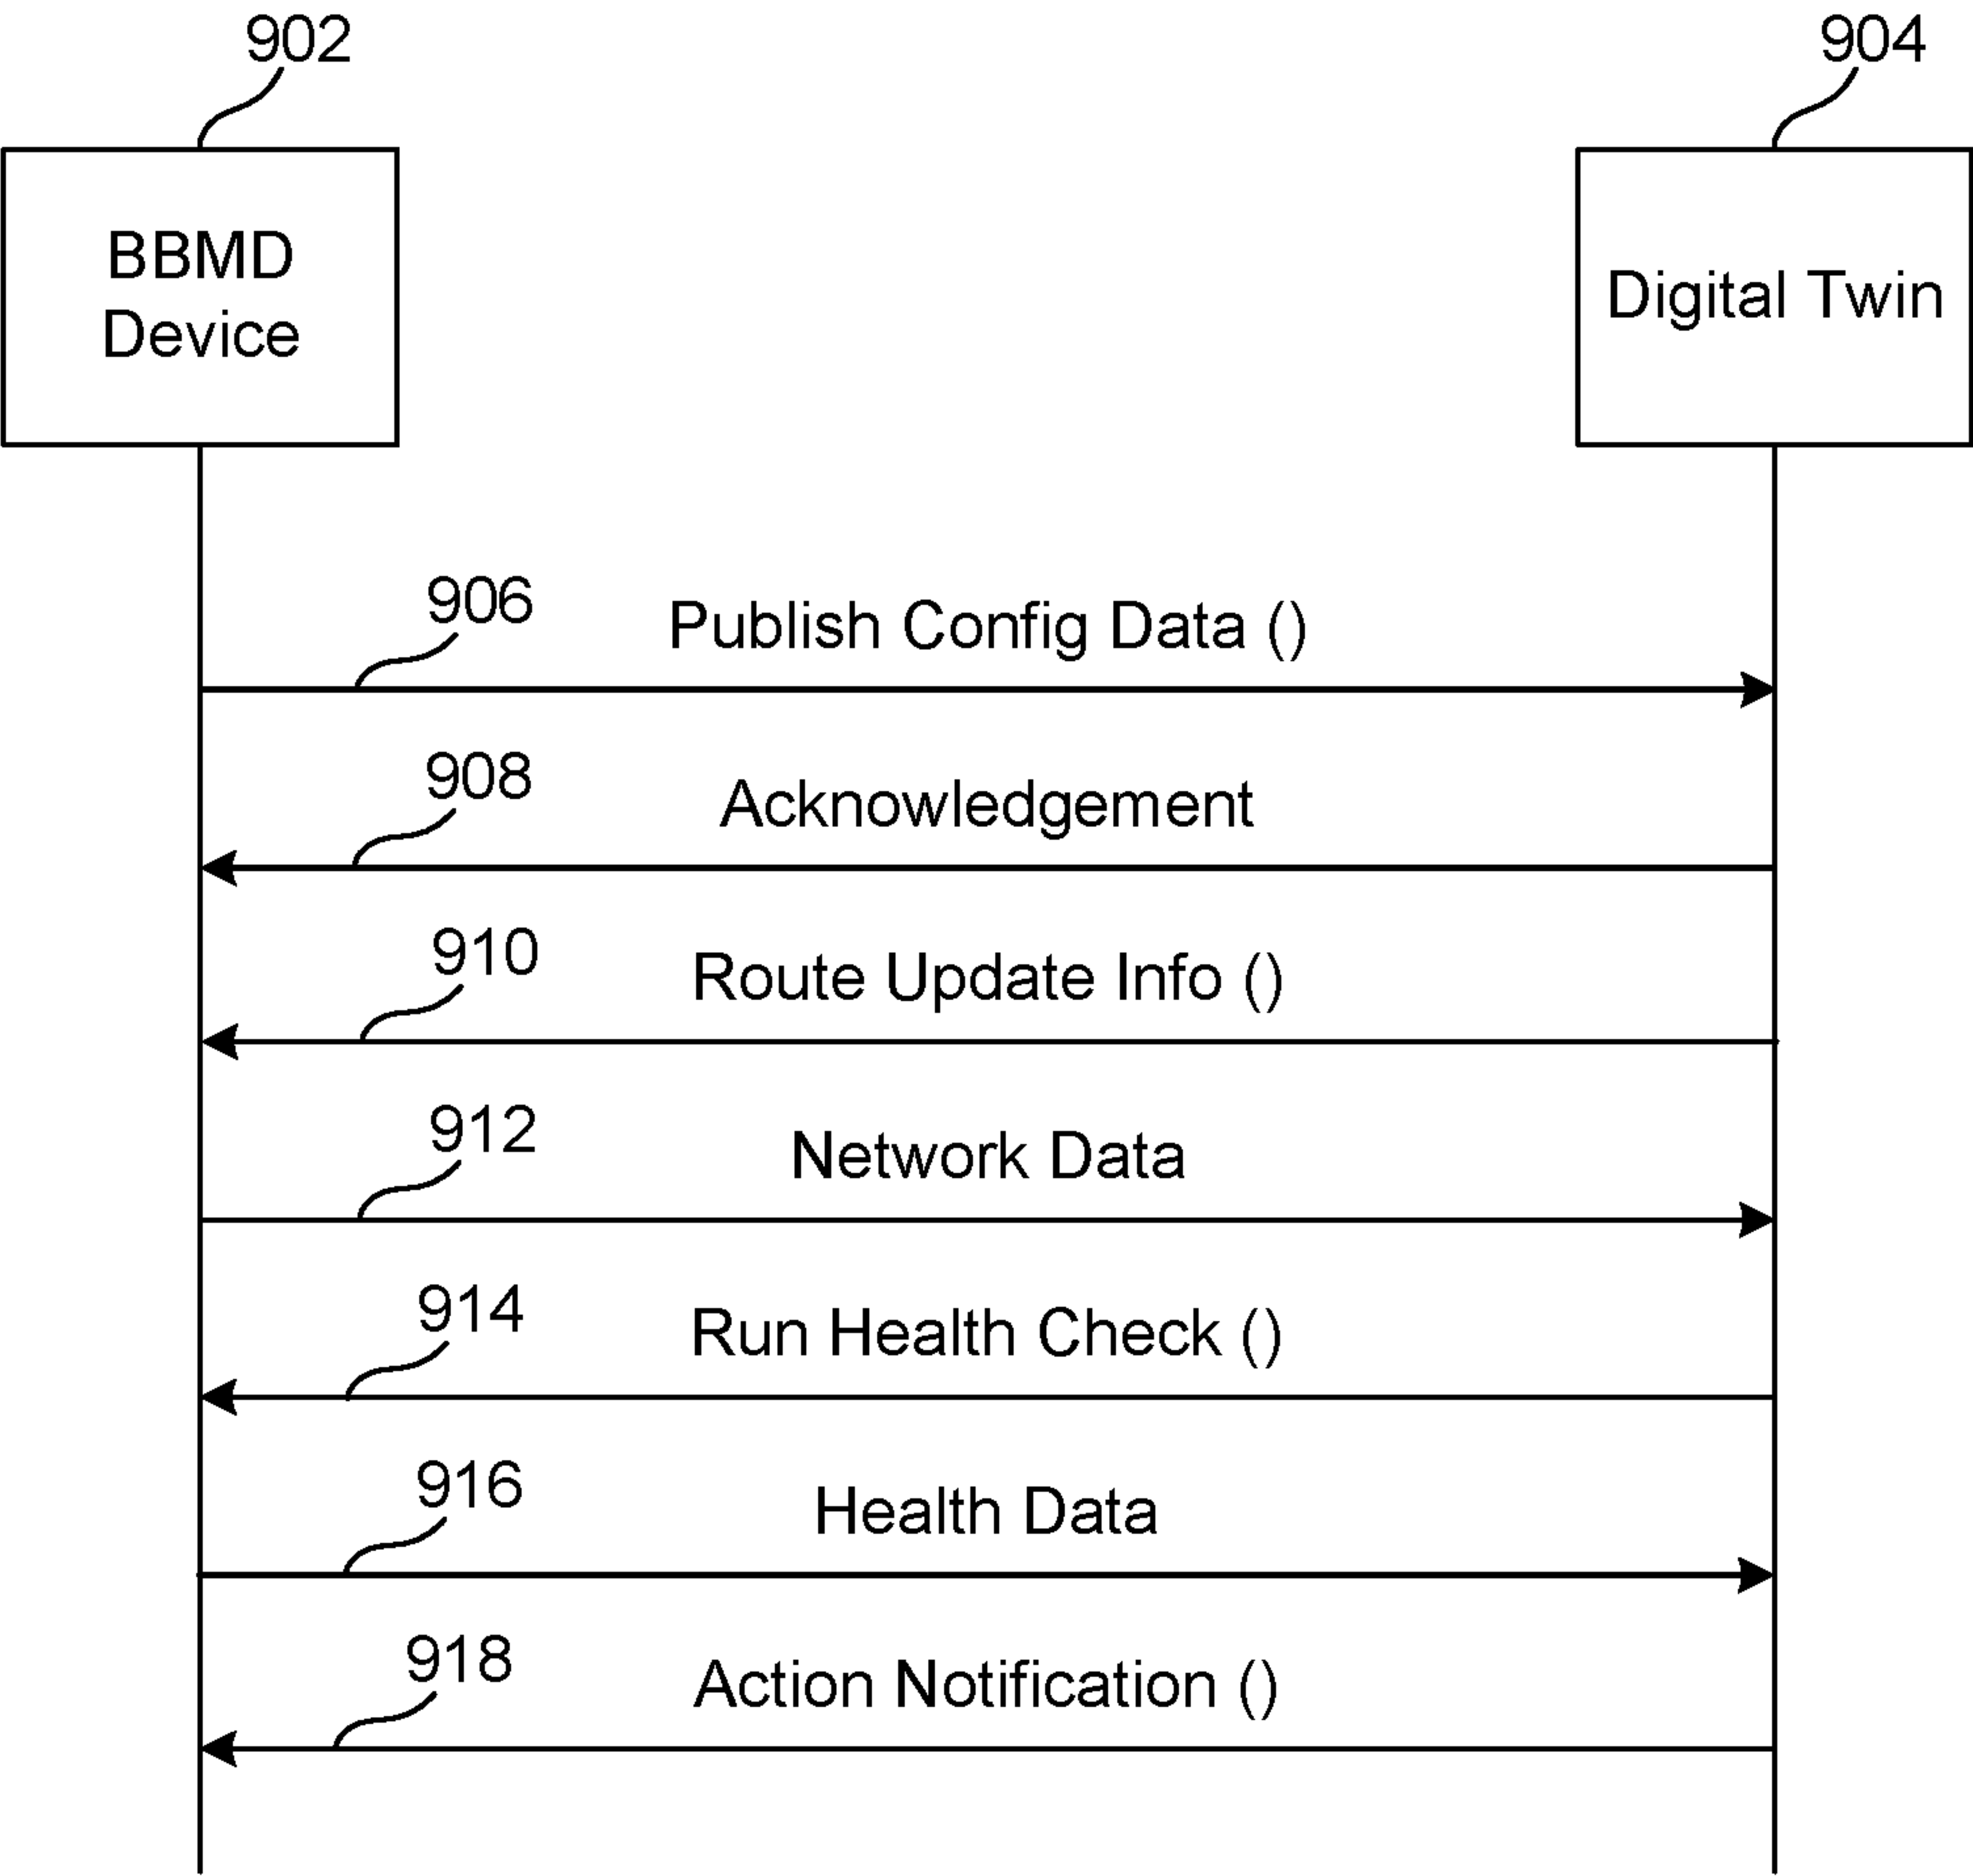 902
904
BBMD
Device
Digital Twin
906
Publish Config Data ()
908
Acknowledgement
910
Route Update Info ()
912
Network Data
914
Run Health Check ()
916
Health Data
918
Action Notification ()